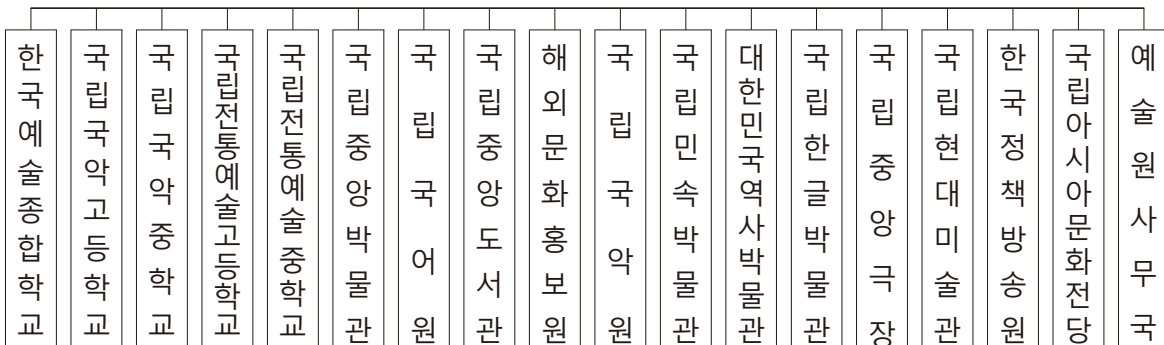 한국예술종합학교
국립국악고등학교
국립국악중학교
국립전통예술고등학교
국립전통예술중학교
국립중앙박물관
국립국어원
국립중앙도서관
해외문화홍보원
국립국악원
국립민속박물관
대한민국역사박물관
국립한글박물관
국립중앙극장
국립현대미술관
한국정책방송원
국립아시아문화전당
예술원사무국